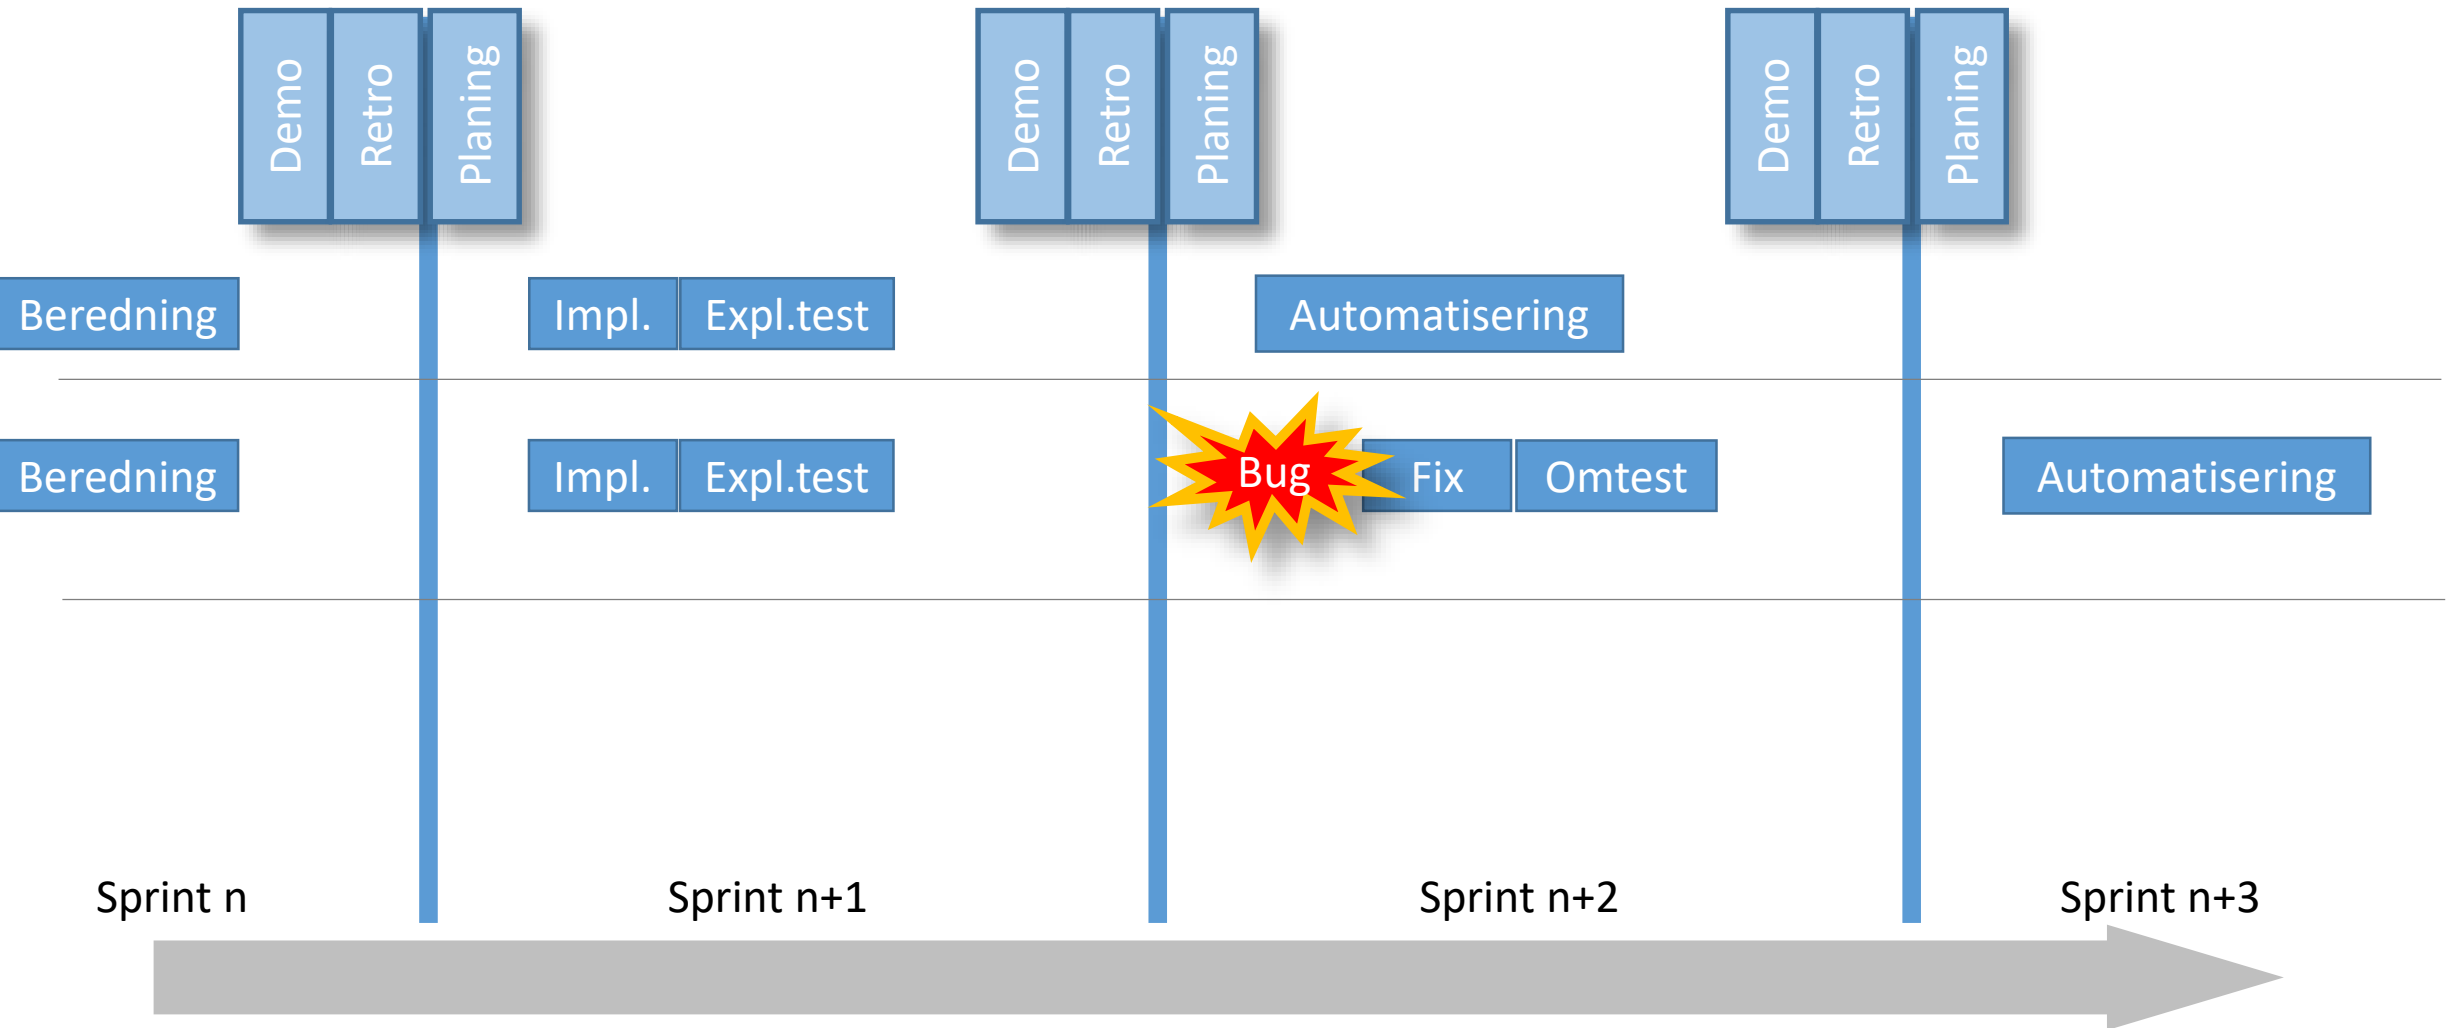 Demo
Retro
Planing
Demo
Retro
Planing
Demo
Retro
Planing
Beredning
Impl.
Expl.test
Automatisering
Beredning
Impl.
Expl.test
Bug
Fix
Omtest
Automatisering
Sprint n
Sprint n+1
Sprint n+2
Sprint n+3